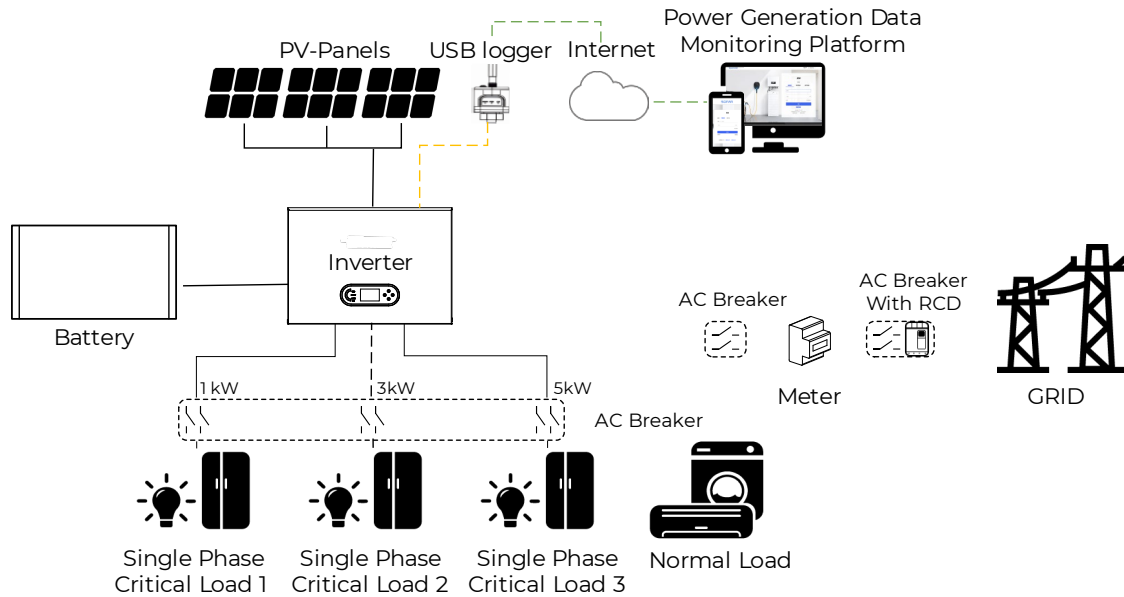 Power Generation Data
Monitoring Platform
PV-Panels
USB logger
Internet
Inverter
Battery
AC Breaker
AC Breaker
With RCD
Meter
GRID
1 kW
3kW
5kW
AC Breaker
Single Phase
Critical Load 1
Single Phase
Critical Load 2
Single Phase
Critical Load 3
Normal Load